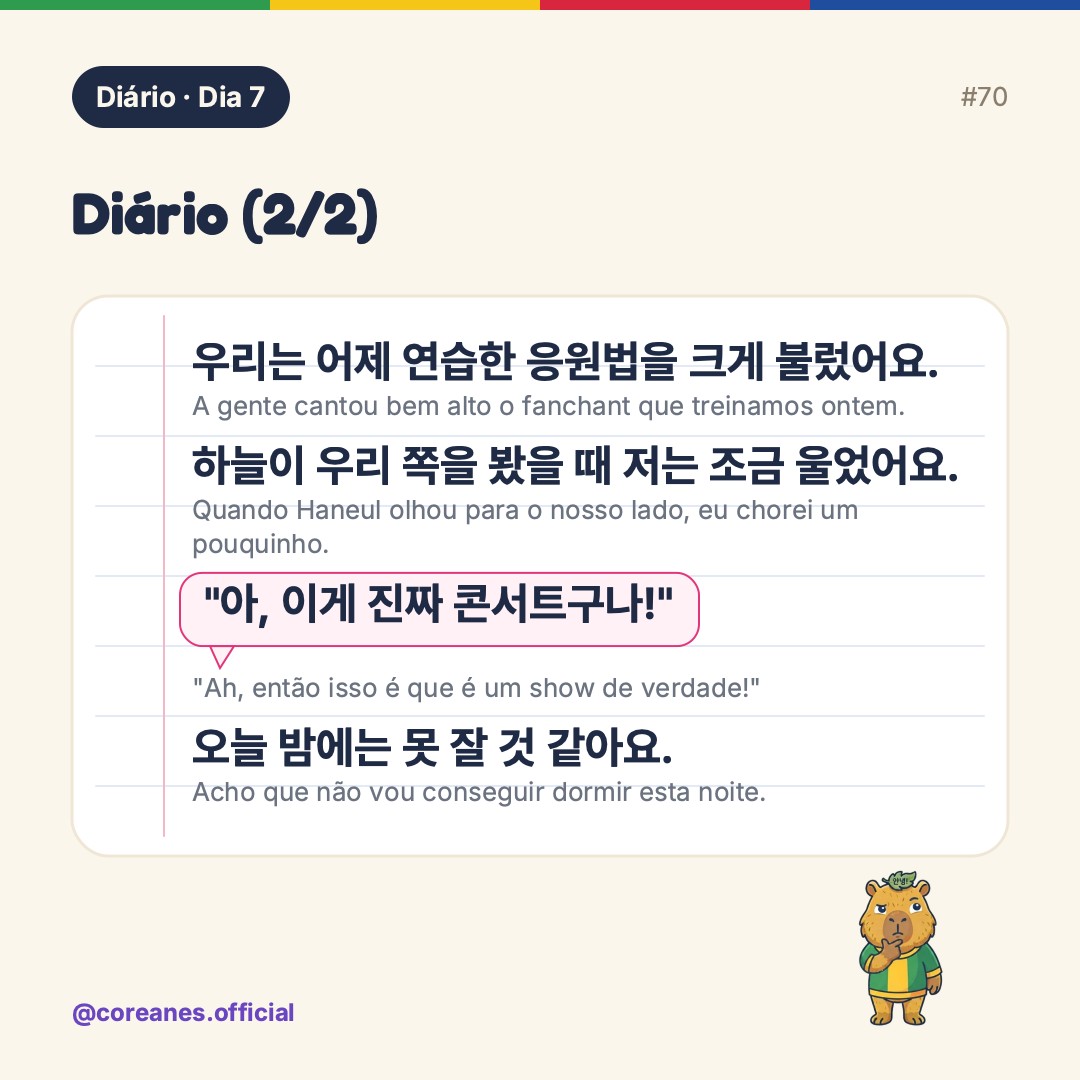 Diário · Dia 7
#70
Diário (2/2)
우리는 어제 연습한 응원법을 크게 불렀어요.
A gente cantou bem alto o fanchant que treinamos ontem.
하늘이 우리 쪽을 봤을 때 저는 조금 울었어요.
Quando Haneul olhou para o nosso lado, eu chorei um
pouquinho.
"아, 이게 진짜 콘서트구나!"
"Ah, então isso é que é um show de verdade!"
오늘 밤에는 못 잘 것 같아요.
Acho que não vou conseguir dormir esta noite.
안녕!
@coreanes.official